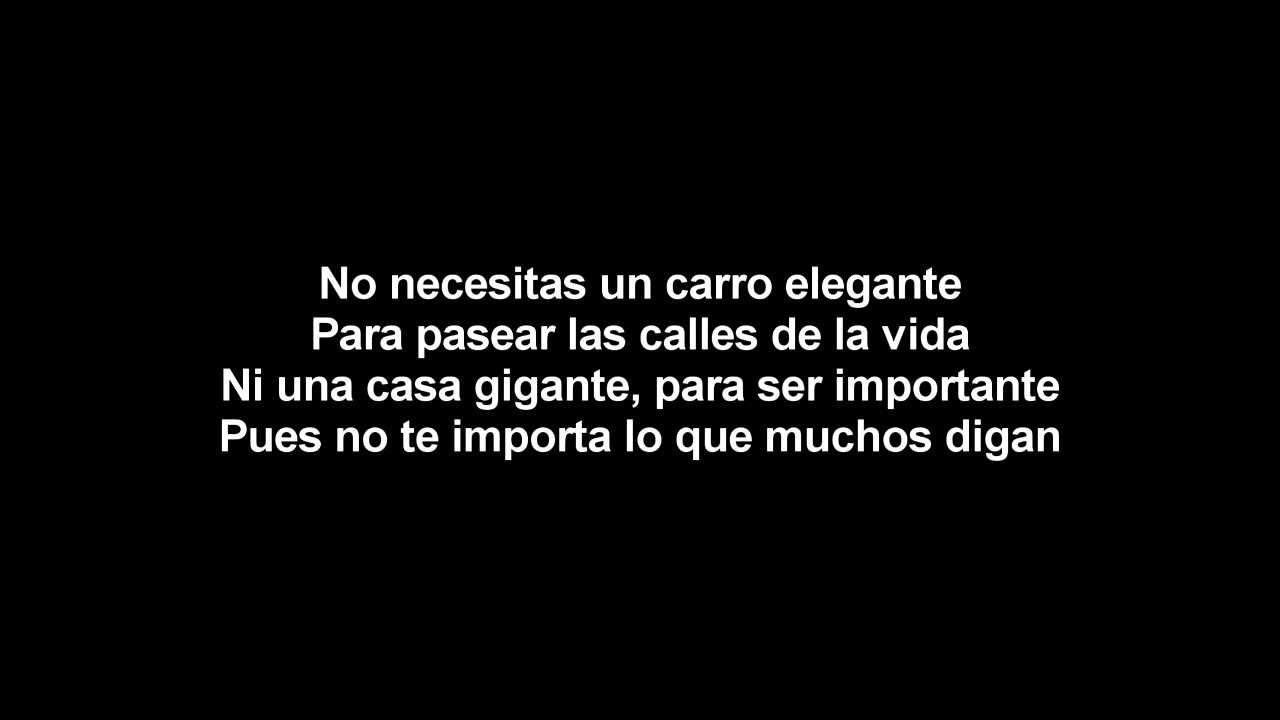 No necesitas un carro elegante
Para pasear las calles de la vida
Ni una casa gigante, para ser importante
Pues no te importa lo que muchos digan